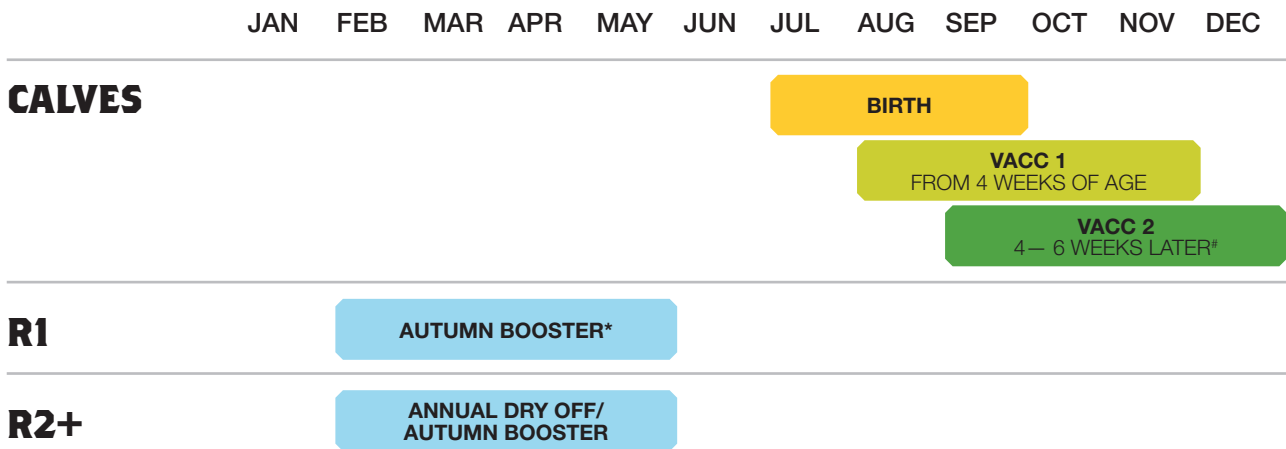 JAN FEB MAR APR MAY JUN JUL AUG SEP OCT NOV DEC
CALVES
BIRTH
VACC 1
FROM 4 WEEKS OF AGE
VACC 2
4— 6 WEEKS LATER#
R1
AUTUMN BOOSTER*
R2+
ANNUAL DRY OFF/
AUTUMN BOOSTER